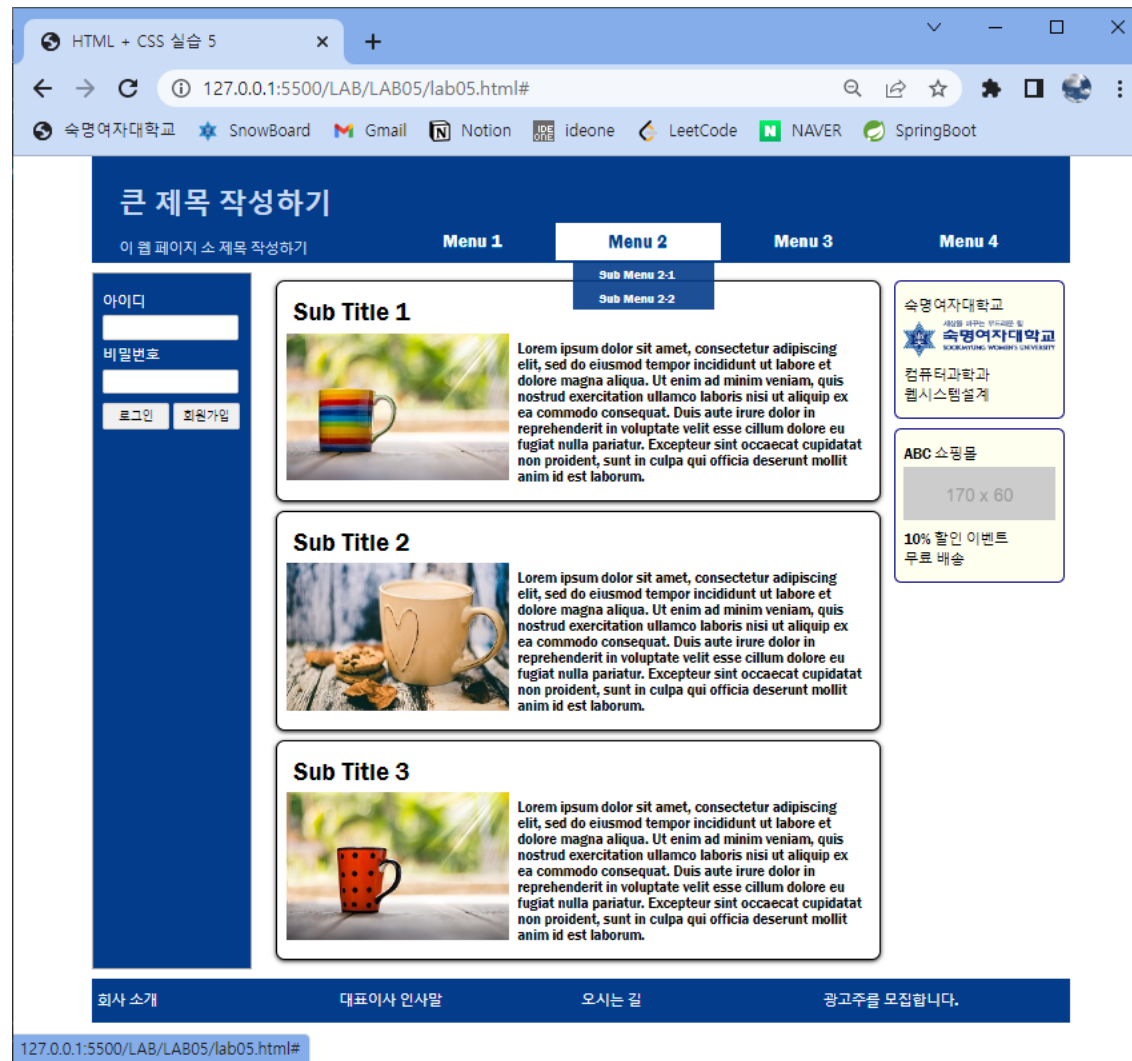 HTML + CSS 실습 5
127.0.0.1:5500/LAB/LAB05/lab05.html#
숙명여자대학교 SnowBoard Gmail Notion IDE ONE ideone LeetCode NAVER SpringBoot
큰 제목 작성하기
이 웹 페이지 소 제목 작성하기
Menu 1 Menu 2 Menu 3 Menu 4
Sub Menu 2-1
Sub Menu 2-2
아이디
비밀번호
로그인 회원가입
Sub Title 1
Lorem ipsum dolor sit amet, consectetur adipiscing
elit, sed do eiusmod tempor incididunt ut labore et
dolore magna aliqua. Ut enim ad minim veniam, quis
nostrud exercitation ullamco laboris nisi ut aliquip ex
ea commodo consequat. Duis aute irure dolor in
reprehenderit in voluptate velit esse cillum dolore eu
fugiat nulla pariatur. Excepteur sint occaecat cupidatat
non proident, sunt in culpa qui officia deserunt mollit
anim id est laborum.
Sub Title 2
Lorem ipsum dolor sit amet, consectetur adipiscing
elit, sed do eiusmod tempor incididunt ut labore et
dolore magna aliqua. Ut enim ad minim veniam, quis
nostrud exercitation ullamco laboris nisi ut aliquip ex
ea commodo consequat. Duis aute irure dolor in
reprehenderit in voluptate velit esse cillum dolore eu
fugiat nulla pariatur. Excepteur sint occaecat cupidatat
non proident, sunt in culpa qui officia deserunt mollit
anim id est laborum.
Sub Title 3
Lorem ipsum dolor sit amet, consectetur adipiscing
elit, sed do eiusmod tempor incididunt ut labore et
dolore magna aliqua. Ut enim ad minim veniam, quis
nostrud exercitation ullamco laboris nisi ut aliquip ex
ea commodo consequat. Duis aute irure dolor in
reprehenderit in voluptate velit esse cillum dolore eu
fugiat nulla pariatur. Excepteur sint occaecat cupidatat
non proident, sunt in culpa qui officia deserunt mollit
anim id est laborum.
숙명여자대학교
세상을 바꾸는 부드러운 힘
숙명여자대학교
SOOKMYUNG WOMEN'S UNIVERSITY
컴퓨터과학과
웹시스템설계
ABC 쇼핑몰
170 x 60
10% 할인 이벤트
무료 배송
회사 소개 대표이사 인사말 오시는 길 광고주를 모집합니다.
127.0.0.1:5500/LAB/LAB05/lab05.html#